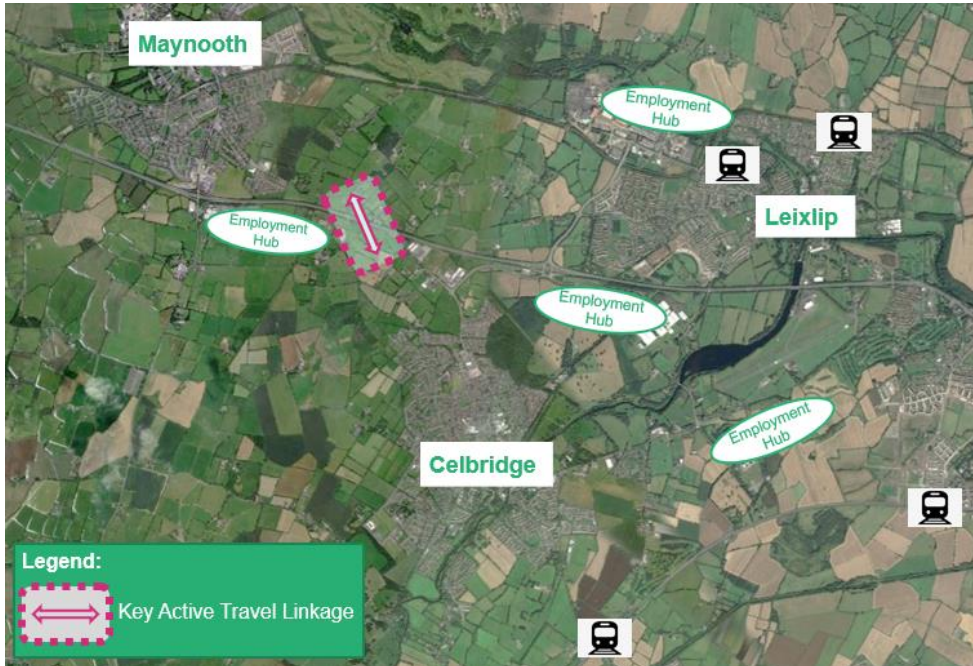 Maynooth
Employment
Hub
Leixlip
Employment
Hub
Employment
Hub
Employment
Hub
Celbridge
Legend:
Key Active Travel Linkage